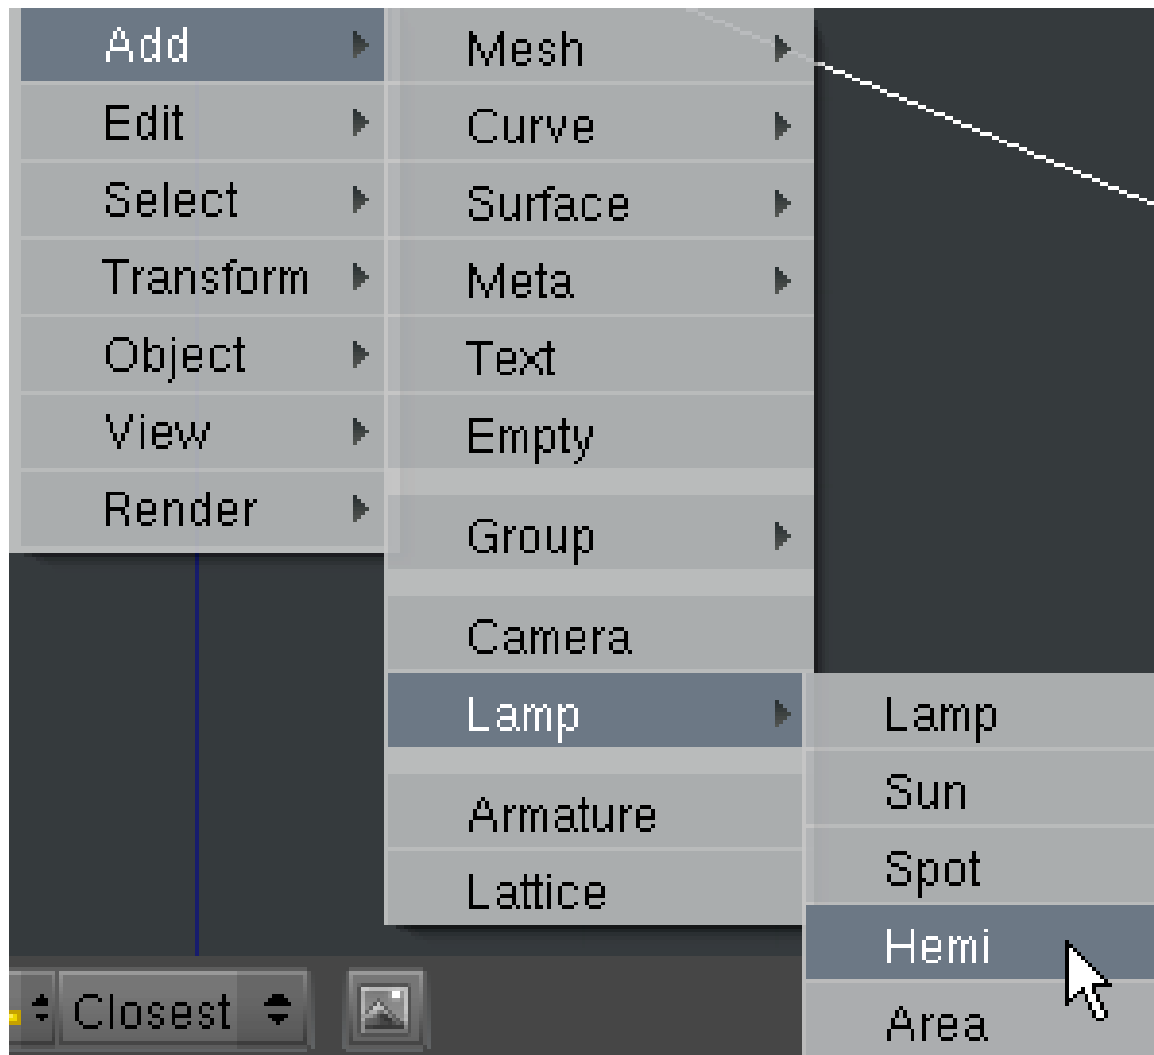 Add
Edit
Select
Transform
Object
View
Render
Mesh
Curve
Surface
Meta
Text
Empty
Group
Camera
Lamp
Armature
Lattice
Lamp
Sun
Spot
Hemi
Area
Closest